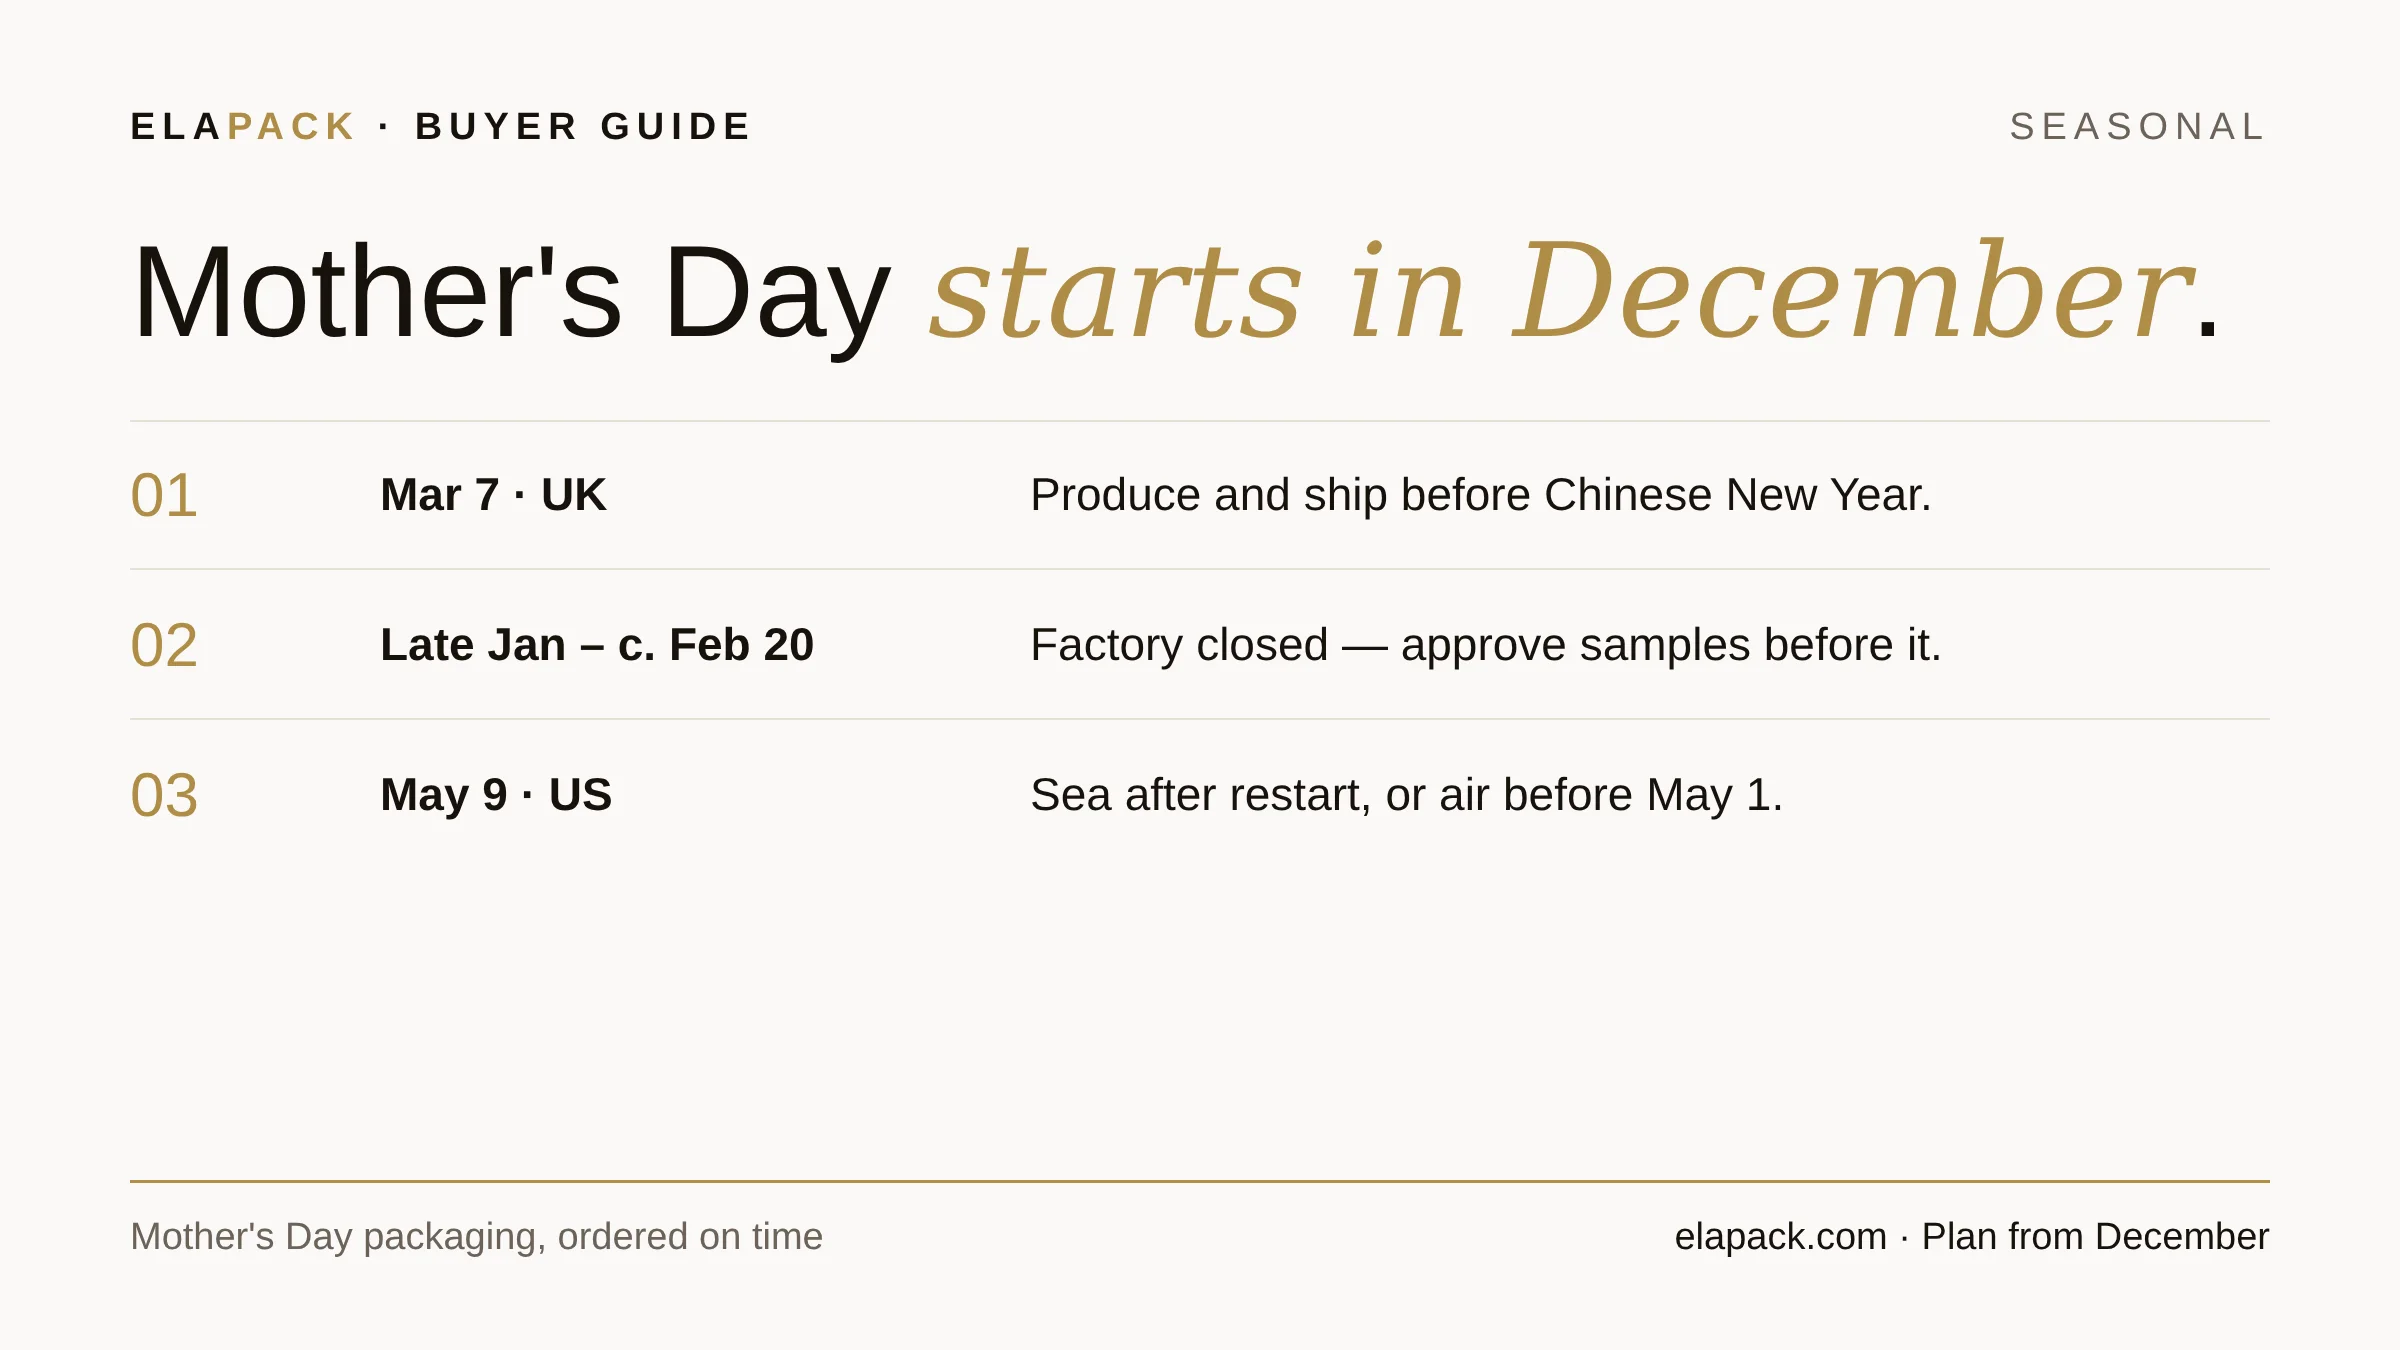 ELAPACK · BUYER GUIDE
SEASONAL
Mother's Day starts in December.
01 Mar 7 · UK Produce and ship before Chinese New Year.
02 Late Jan – c. Feb 20 Factory closed — approve samples before it.
03 May 9 · US Sea after restart, or air before May 1.
Mother's Day packaging, ordered on time
elapack.com · Plan from December